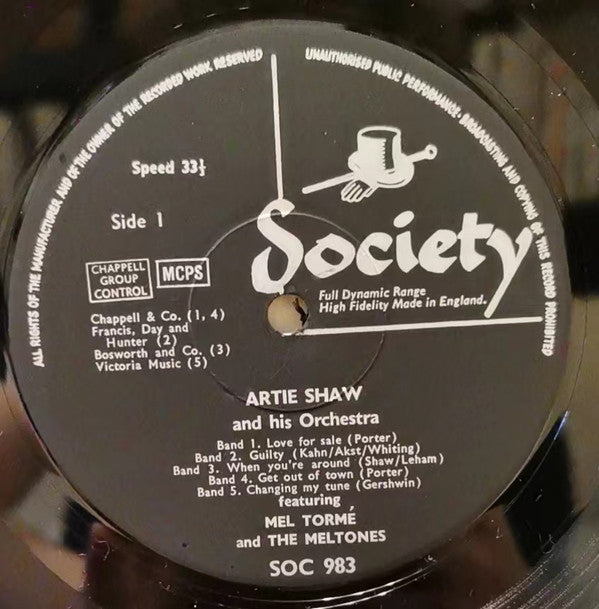 ALL RIGHTS OF THE MANUFACTURER AND OF THE OWNER OF THE RECORDED WORK RESERVED
UNAUTHORISED PUBLIC PERFORMANCE · BROADCASTING AND COPYING OF THIS RECORD PROHIBITED
Speed 33⅓
Side 1
Society
Full Dynamic Range
High Fidelity Made in England.
CHAPPELL
GROUP
CONTROL
MCPS
Chappell & Co. (1, 4)
Francis, Day and
Hunter (2)
Bosworth and Co. (3)
Victoria Music (5)
ARTIE SHAW
and his Orchestra
Band 1. Love for sale (Porter)
Band 2. Guilty (Kahn/Akst/Whiting)
Band 3. When you're around (Shaw/Leham)
Band 4. Get out of town (Porter)
Band 5. Changing my tune (Gershwin)
featuring
MEL TORMÉ
and THE MELTONES
SOC 983